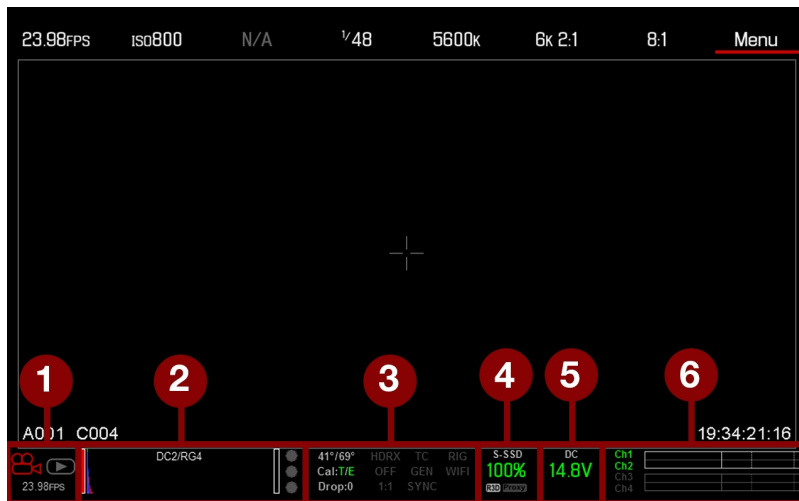 23.98FPS ISO800 N/A 1/48 5600K 6K 2:1 8:1 Menu
1 2 3 4 5 6
A001 C004 19:34:21:16
23.98FPS
DC2/RG4
41°/69° HDRX TC RIG
Cal:T/E OFF GEN WIFI
Drop:0 1:1 SYNC
S-SSD
100%
R3D Proxy
DC
14.8V
Ch1
Ch2
Ch3
Ch4